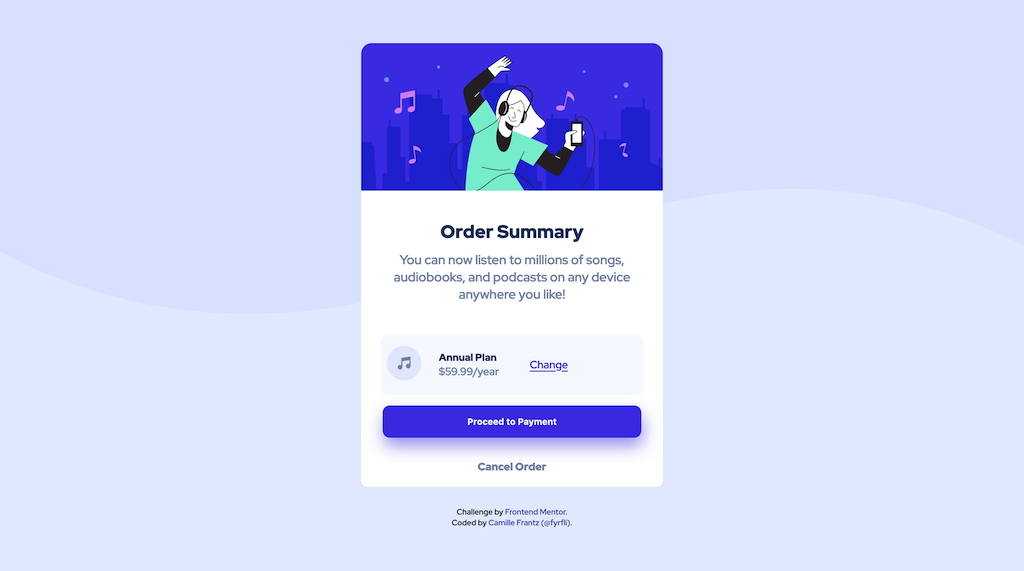 Order Summary
You can now listen to millions of songs,
audiobooks, and podcasts on any device
anywhere you like!
Annual Plan
$59.99/year
Change
Proceed to Payment
Cancel Order
Challenge by Frontend Mentor.
Coded by Camille Frantz (@fyrfli).